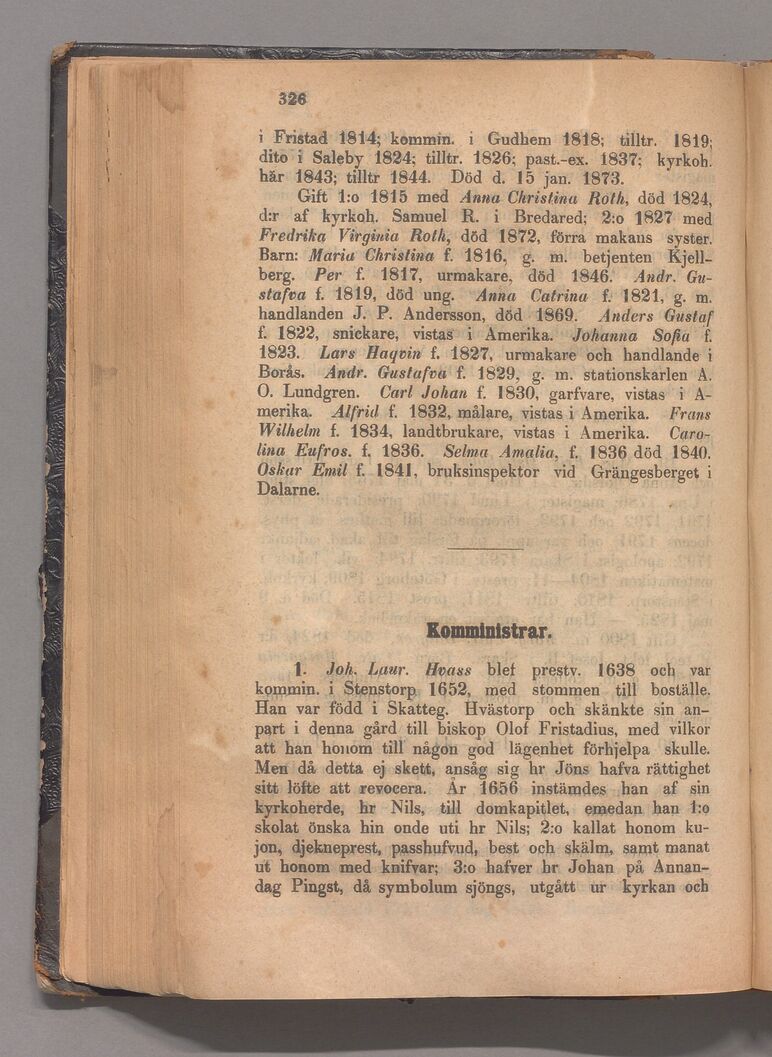 326
i Fristad 1814; kommin. i Gudhem 1818; tilltr. 1819;
dito i Saleby 1824; tilltr. 1826; past.-ex. 1837; kyrkoh.
här 1843; tilltr 1844. Död d. 15 jan. 1873.
Gift 1:o 1815 med Anna Christina Roth, död 1824,
d:r af kyrkoh. Samuel R. i Bredared; 2:o 1827 med
Fredrika Virginia Roth, död 1872, förra makans syster.
Barn: Maria Christina f. 1816, g. m. betjenten Kjell-
berg. Per f. 1817, urmakare, död 1846. Andr. Gu-
stafva f. 1819, död ung. Anna Catrina f. 1821, g. m.
handlanden J. P. Andersson, död 1869. Anders Gustaf
f. 1822, snickare, vistas i Amerika. Johanna Sofia f.
1823. Lars Haqvin f. 1827, urmakare och handlande i
Borås. Andr. Gustafva f. 1829, g. m. stationskarlen A.
O. Lundgren. Carl Johan f. 1830, garfvare, vistas i A-
merika. Alfrid f. 1832, målare, vistas i Amerika. Frans
Wilhelm f. 1834, landtbrukare, vistas i Amerika. Caro-
lina Eufros. f. 1836. Selma Amalia, f. 1836 död 1840.
Oskar Emil f. 1841, bruksinspektor vid Grängesberget i
Dalarne.
Komministrar.
1. Joh. Laur. Hvass blef prestv. 1638 och var
kommin. i Stenstorp 1652, med stommen till boställe.
Han var född i Skatteg. Hvästorp och skänkte sin an-
part i denna gård till biskop Olof Fristadius, med vilkor
att han honom till någon god lägenhet förhjelpa skulle.
Men då detta ej skett, ansåg sig hr Jöns hafva rättighet
sitt löfte att revocera. År 1656 instämdes han af sin
kyrkoherde, hr Nils, till domkapitlet, emedan han 1:o
skolat önska hin onde uti hr Nils; 2:o kallat honom ku-
jon, djekneprest, passhufvud, best och skälm, samt manat
ut honom med knifvar; 3:o hafver hr Johan på Annan-
dag Pingst, då symbolum sjöngs, utgått ur kyrkan och